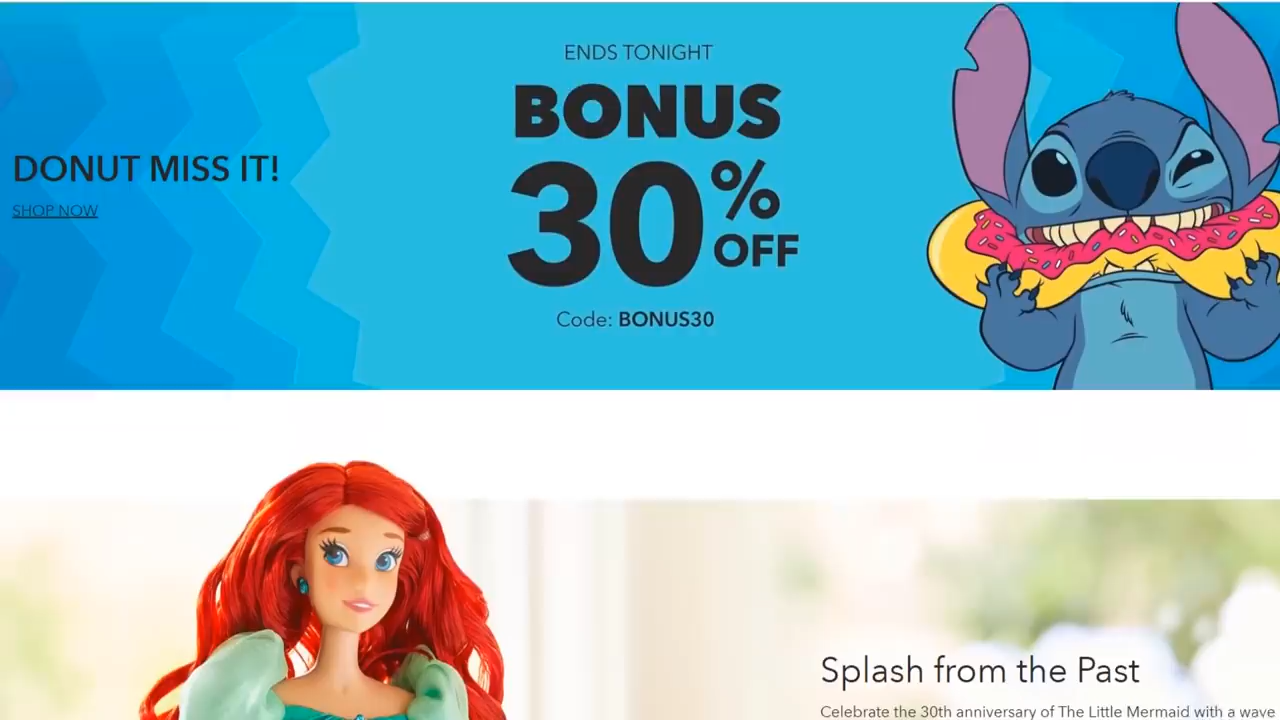 ENDS TONIGHT
BONUS
30%
OFF
Code: BONUS30
DONUT MISS IT!
SHOP NOW
Splash from the Past
Celebrate the 30th anniversary of The Little Mermaid with a wave